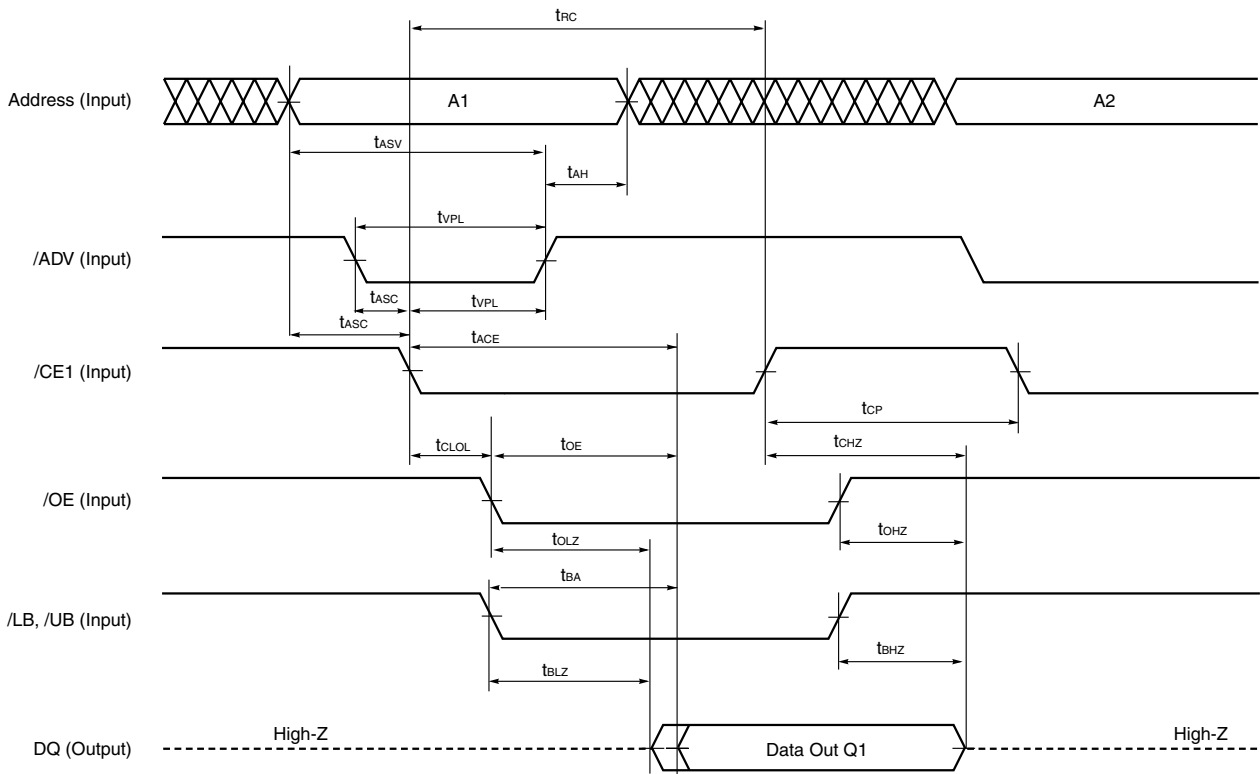 tRC
Address (Input)
A1
A2
tASV
tAH
tVPL
/ADV (Input)
tASC
tVPL
tASC
tACE
/CE1 (Input)
tCP
tCLOL
tOE
tCHZ
/OE (Input)
tOLZ
tOHZ
tBA
/LB, /UB (Input)
tBLZ
tBHZ
High-Z
High-Z
DQ (Output)
Data Out Q1